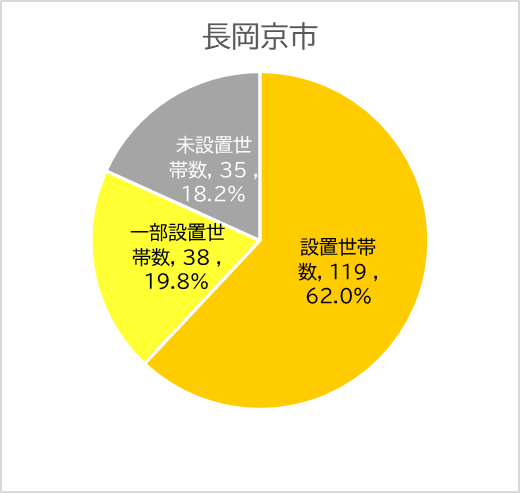 長岡京市
未設置世
帯数, 35 ,
18.2%
一部設置世
帯数, 38 ,
19.8%
設置世帯
数, 119 ,
62.0%